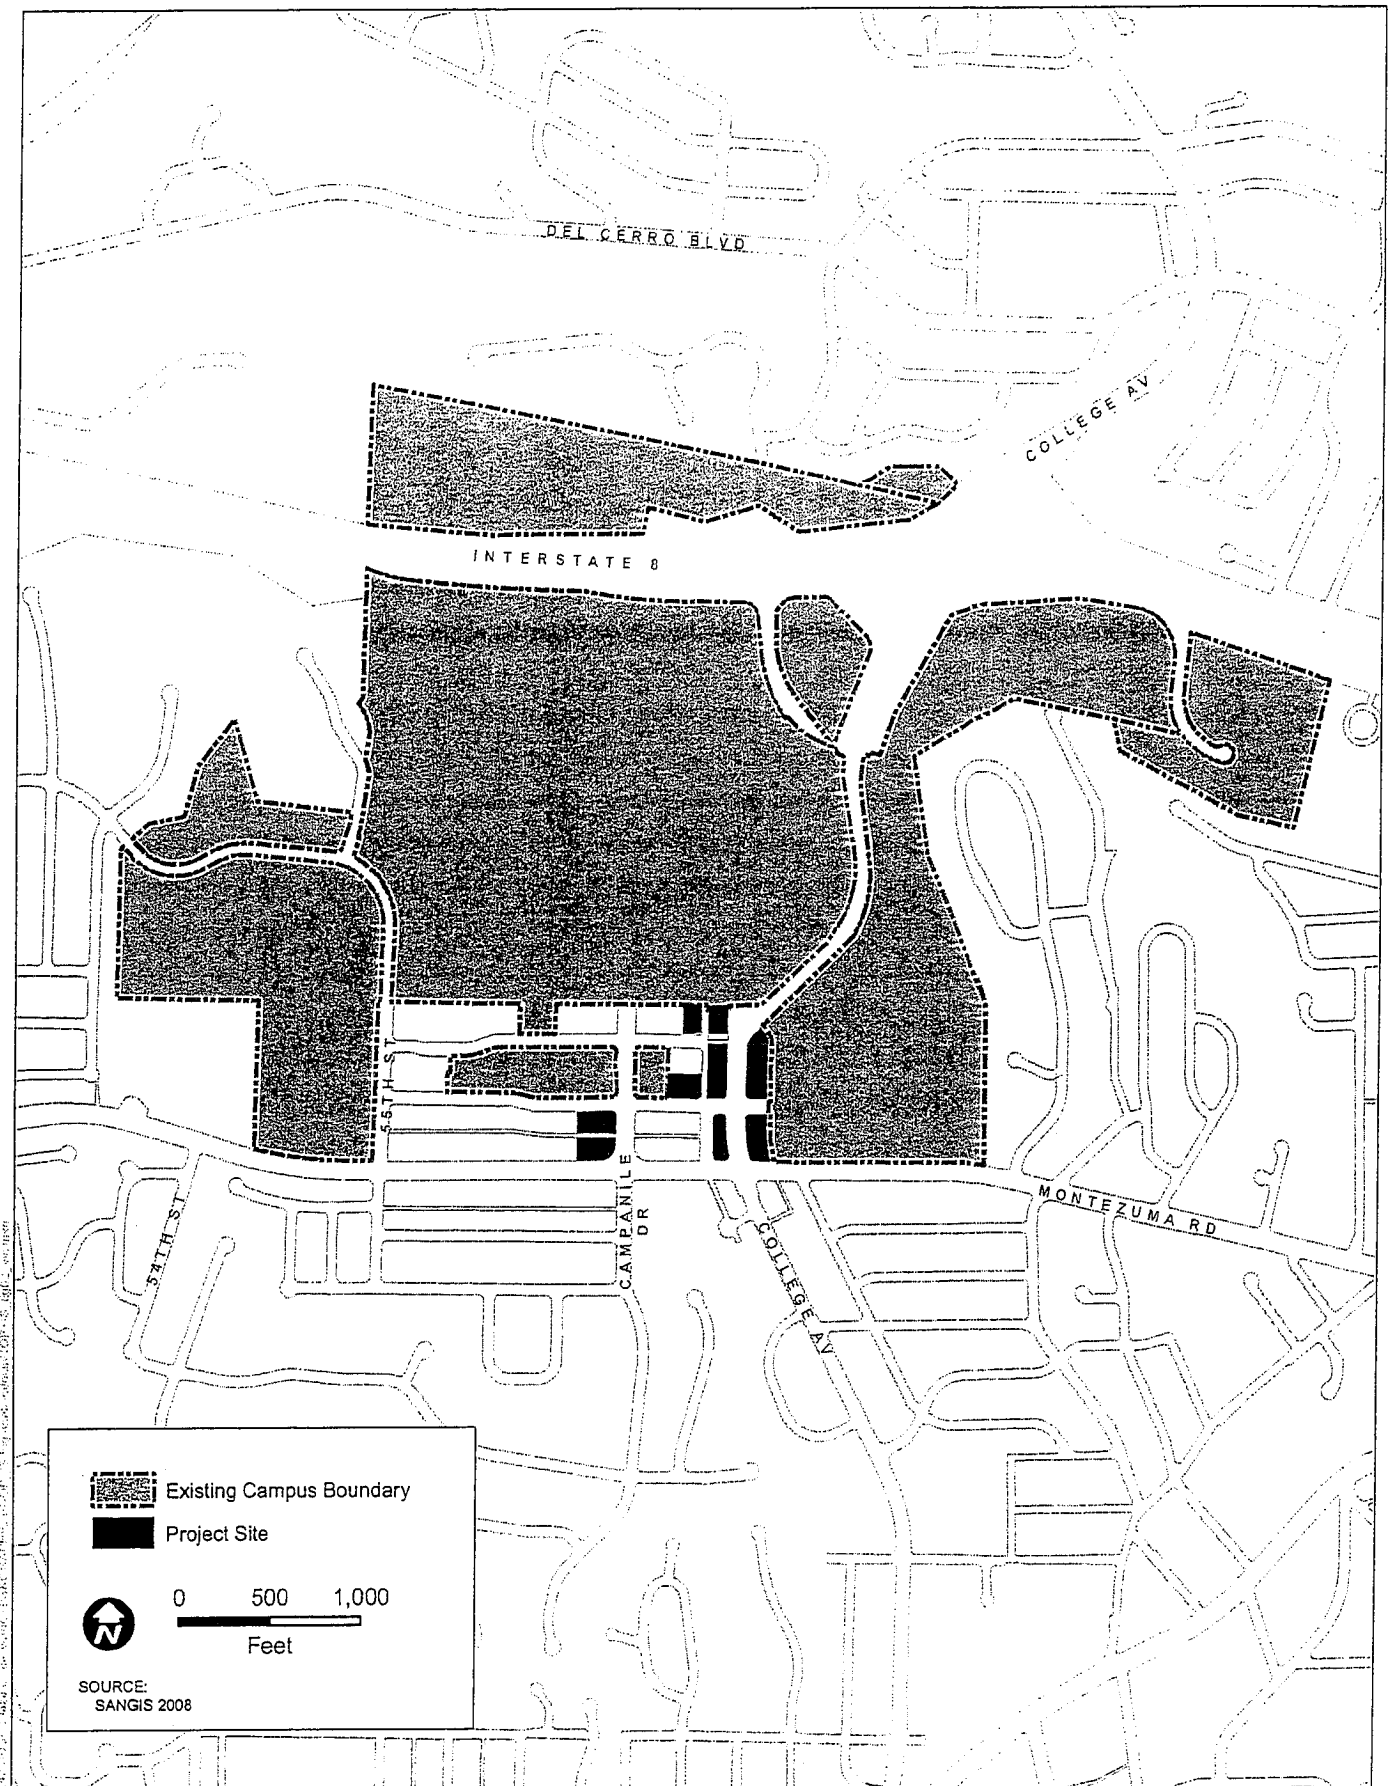 DEL CERRO BLVD
COLLEGE AV
INTERSTATE 8
55TH ST
MONTEZUMA RD
54TH ST
CAMPANILE
DR
COLLEGE AV
Existing Campus Boundary
Project Site
0 500 1,000
Feet
N
SOURCE:
SANGIS 2008